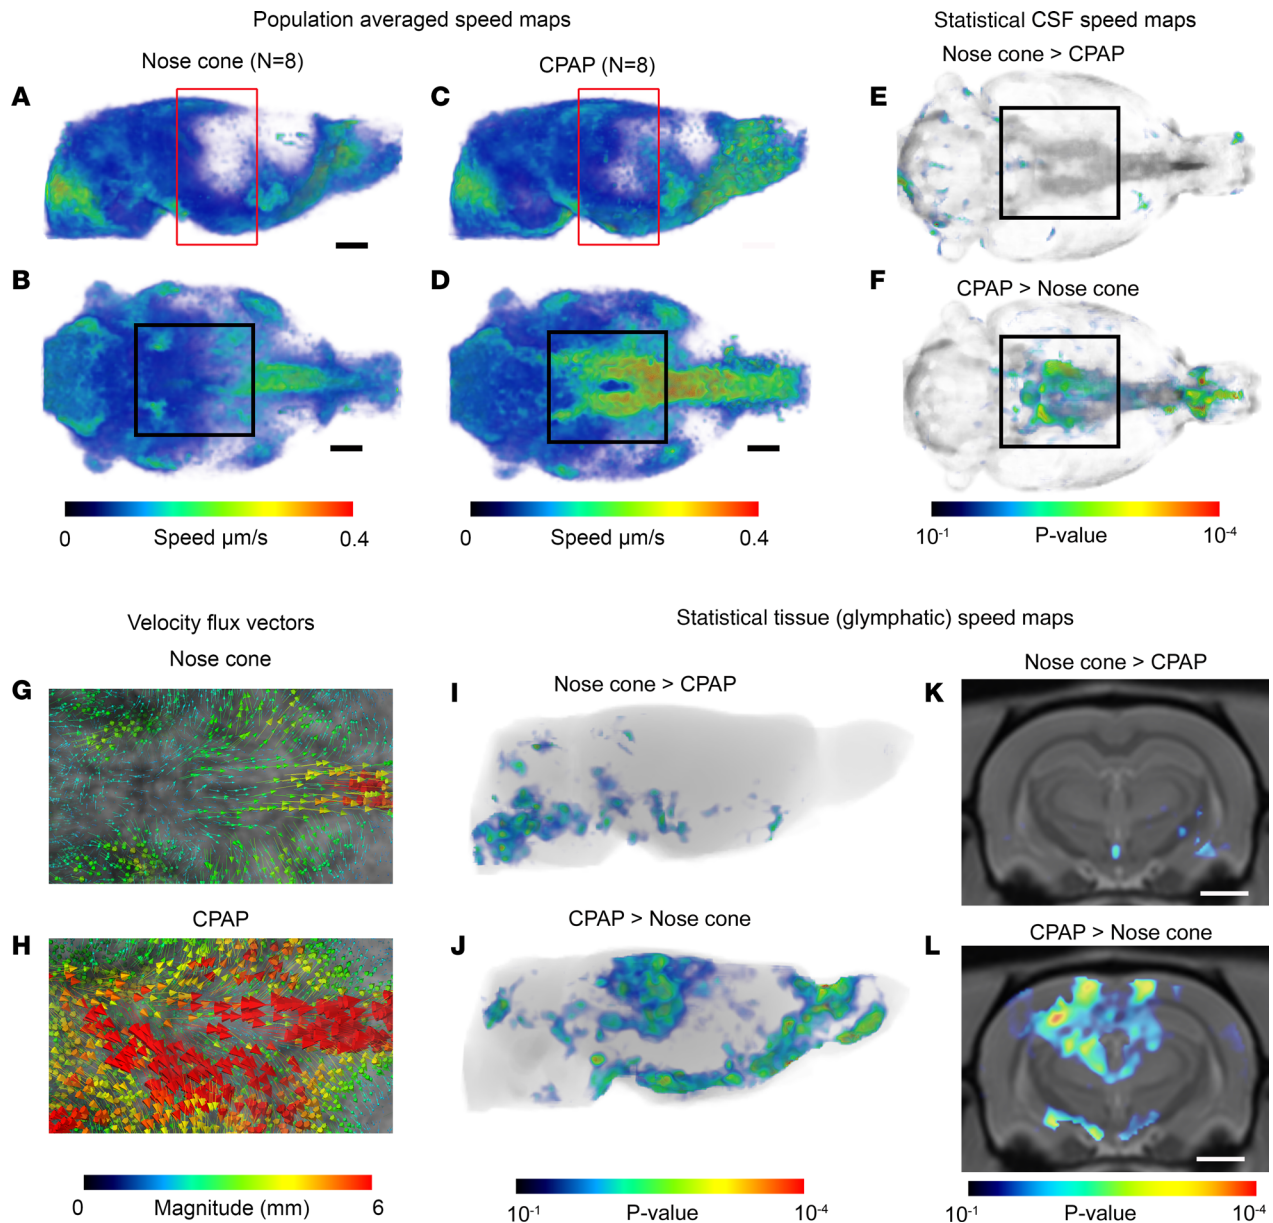 Population averaged speed maps
Statistical CSF speed maps
Nose cone (N=8)
CPAP (N=8)
Nose cone > CPAP
A
C
E
B
D
F
CPAP > Nose cone
0
Speed µm/s
0.4
0
Speed µm/s
0.4
10⁻¹
P-value
10⁻⁴
Velocity flux vectors
Statistical tissue (glymphatic) speed maps
Nose cone
Nose cone > CPAP
Nose cone > CPAP
G
I
K
CPAP
CPAP > Nose cone
CPAP > Nose cone
H
J
L
0
Magnitude (mm)
6
10⁻¹
P-value
10⁻⁴
10⁻¹
P-value
10⁻⁴